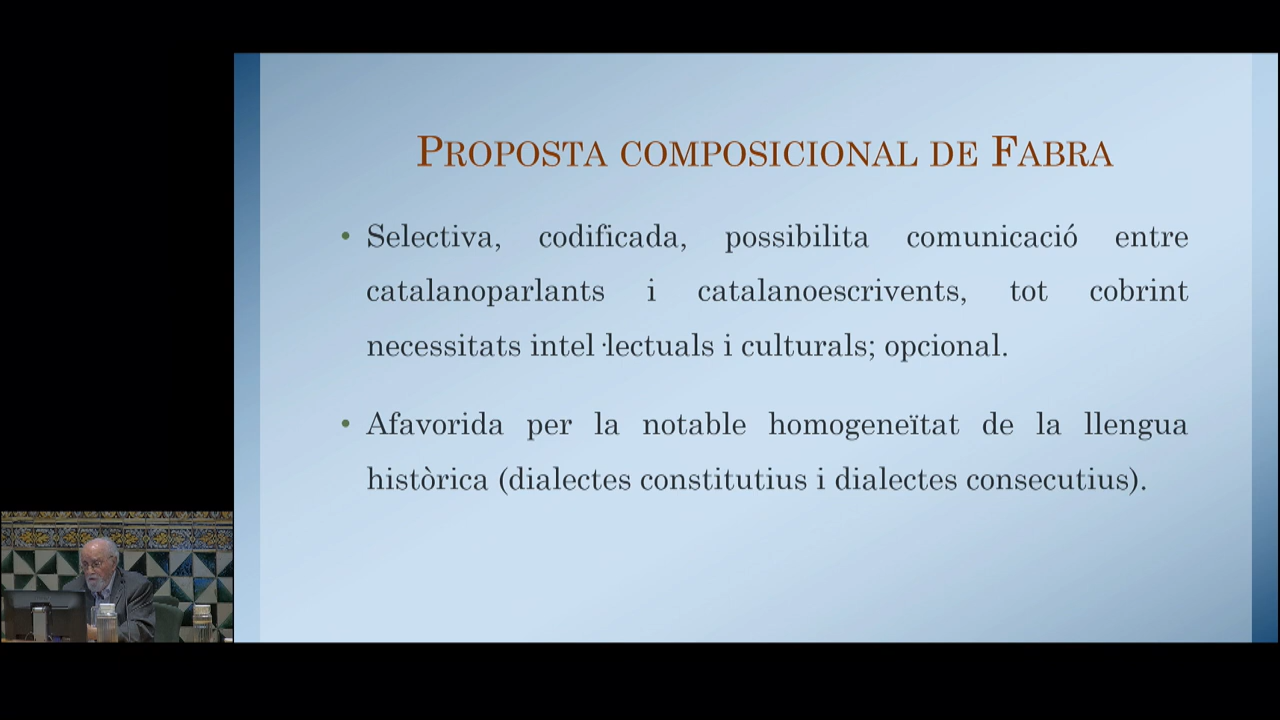 PROPOSTA COMPOSICIONAL DE FABRA
• Selectiva, codificada, possibilita comunicació entre
catalanoparlants i catalanoescrivents, tot cobrint
necessitats intel·lectuals i culturals; opcional.
• Afavorida per la notable homogeneïtat de la llengua
històrica (dialectes constitutius i dialectes consecutius).